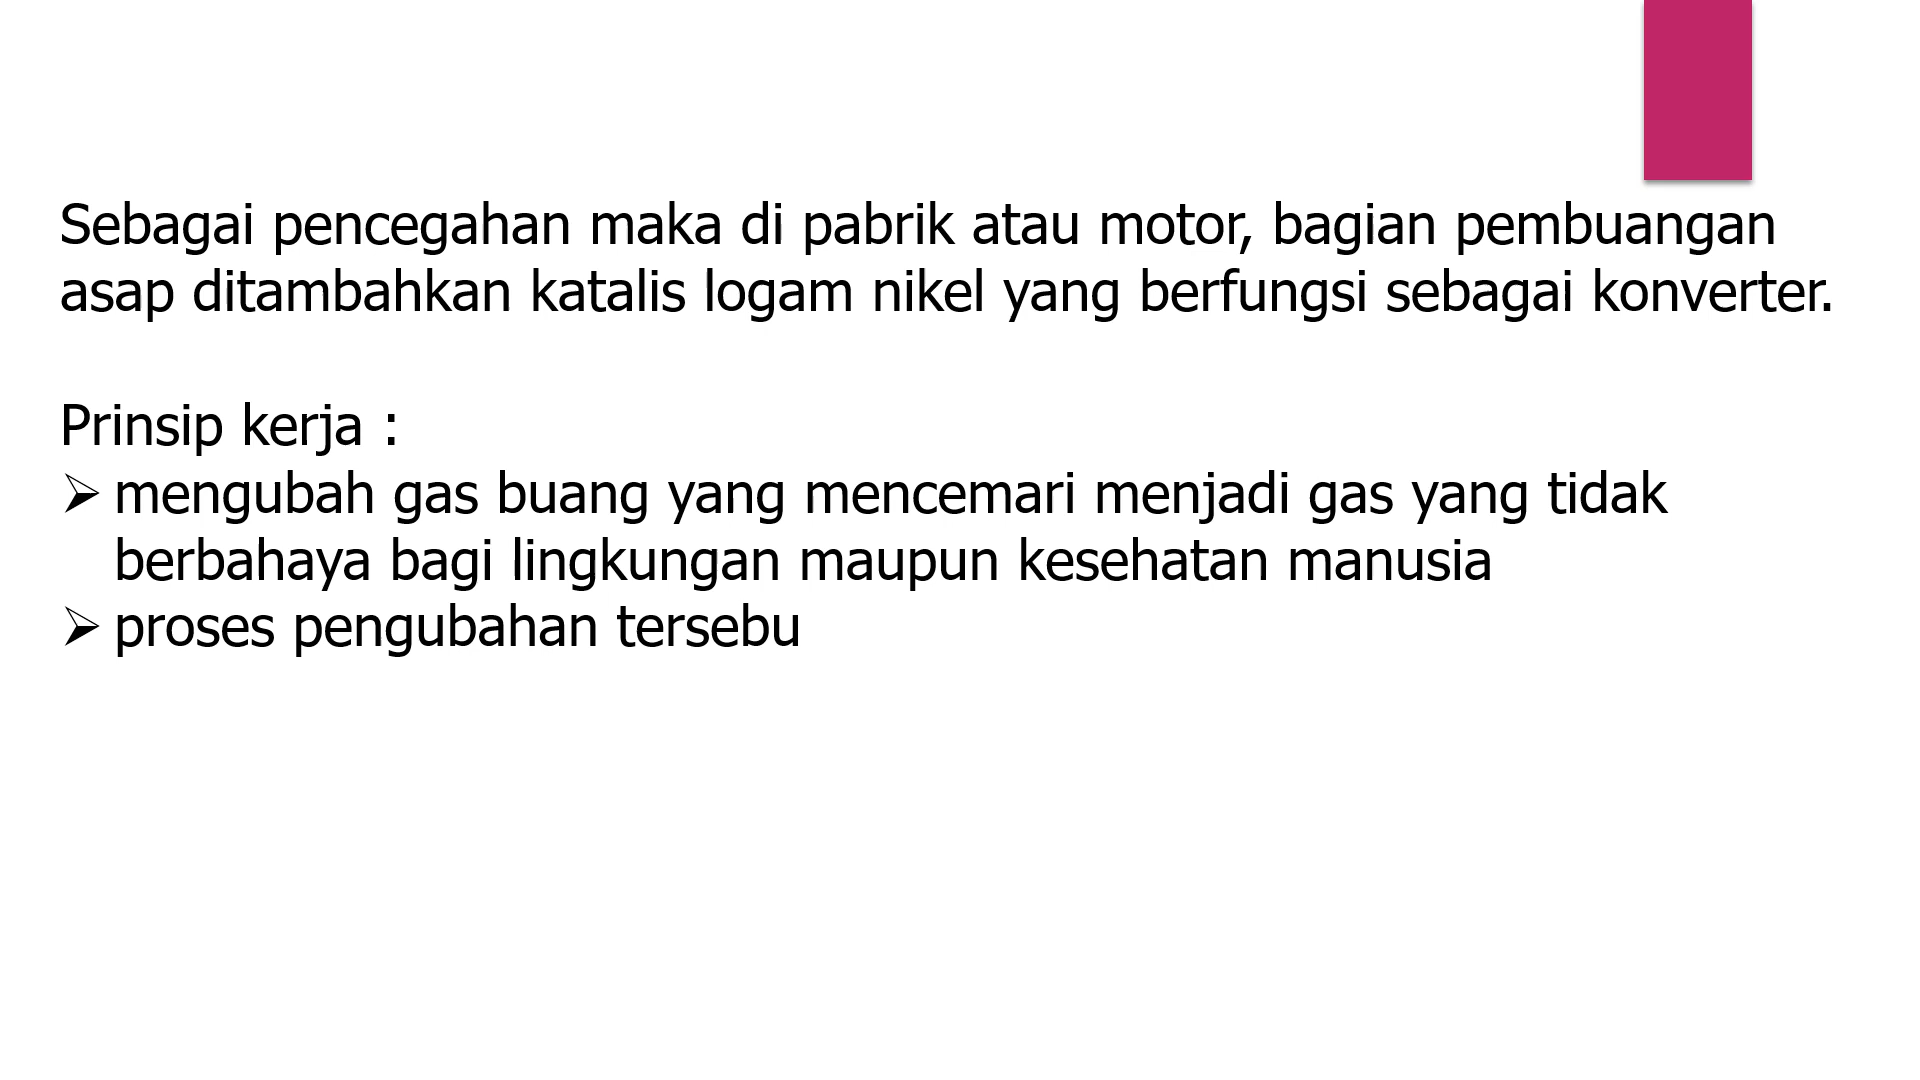 Sebagai pencegahan maka di pabrik atau motor, bagian pembuangan
asap ditambahkan katalis logam nikel yang berfungsi sebagai konverter.
Prinsip kerja :
➢ mengubah gas buang yang mencemari menjadi gas yang tidak
berbahaya bagi lingkungan maupun kesehatan manusia
➢ proses pengubahan tersebu